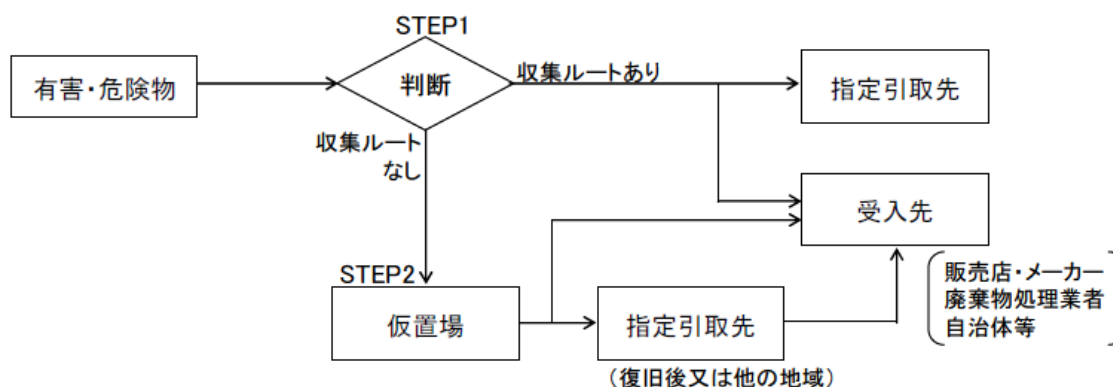 STEP1
有害・危険物
判断
収集ルートあり
指定引取先
収集ルート
なし
受入先
STEP2
仮置場
指定引取先
販売店・メーカー
廃棄物処理業者
自治体等
（復旧後又は他の地域）